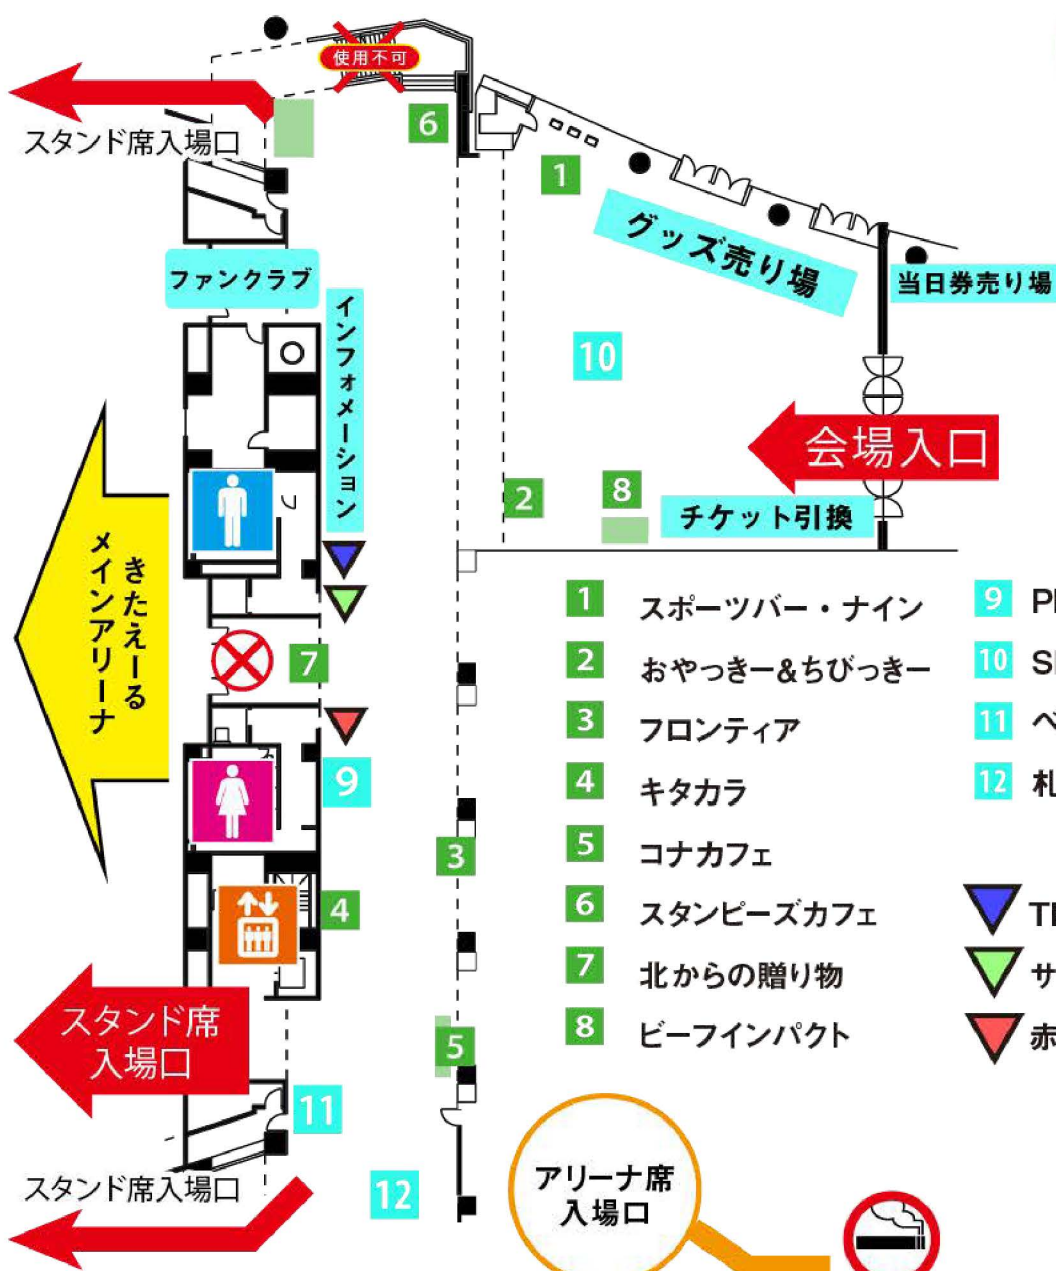 使用不可
スタンド席入場口
6
1
グッズ売り場
当日券売り場
ファンクラブ
インフォメーション
10
会場入口
2
8
チケット引換
きたえーる
メインアリーナ
7
9
3
4
スタンド席
入場口
5
11
スタンド席入場口
12
1 スポーツバー・ナイン
2 おやっきー&ちびっきー
3 フロンティア
4 キタカラ
5 コナカフェ
6 スタンピーズカフェ
7 北からの贈り物
8 ビーフインパクト
9
10
11
12 札
サ
赤
アリーナ席
入場口